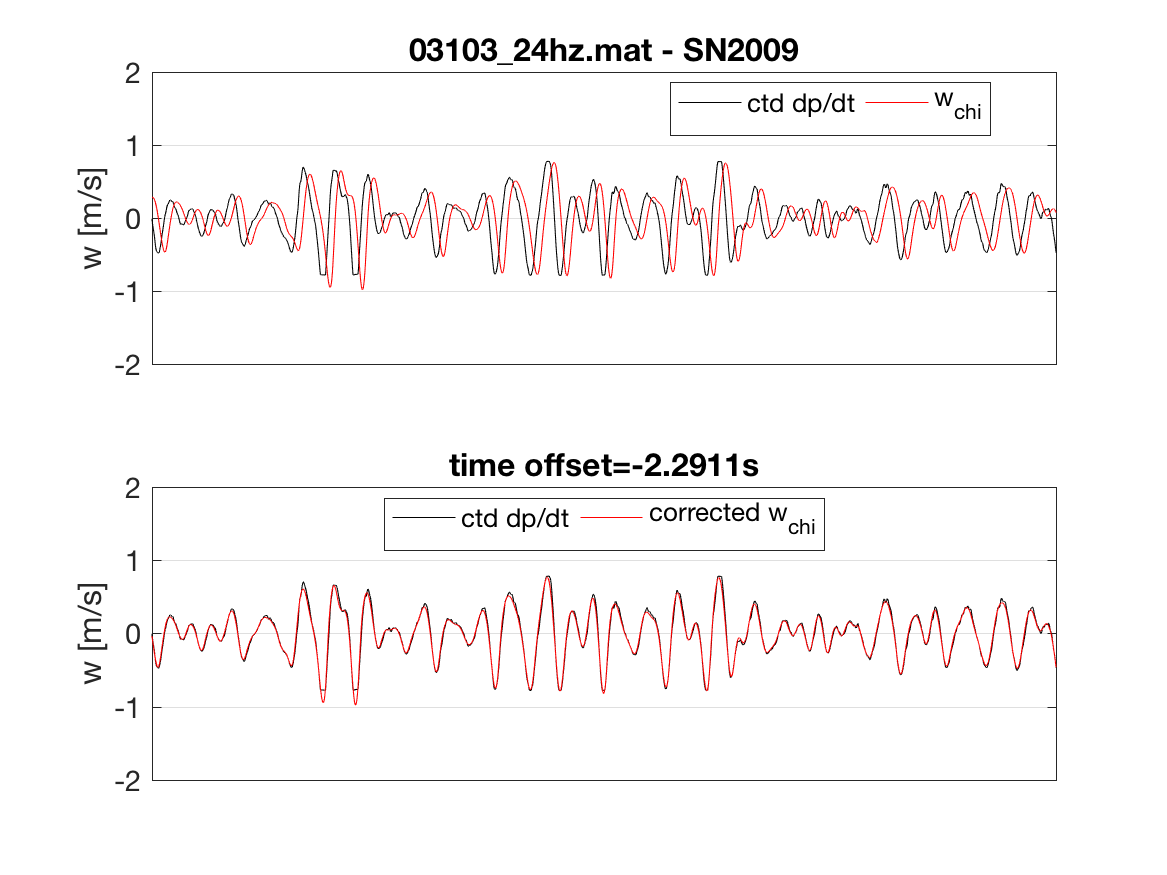 03103_24hz.mat - SN2009
ctd dp/dt w_chi
2
1
0
-1
-2
w [m/s]
time offset=-2.2911s
ctd dp/dt corrected w_chi
2
1
0
-1
-2
w [m/s]